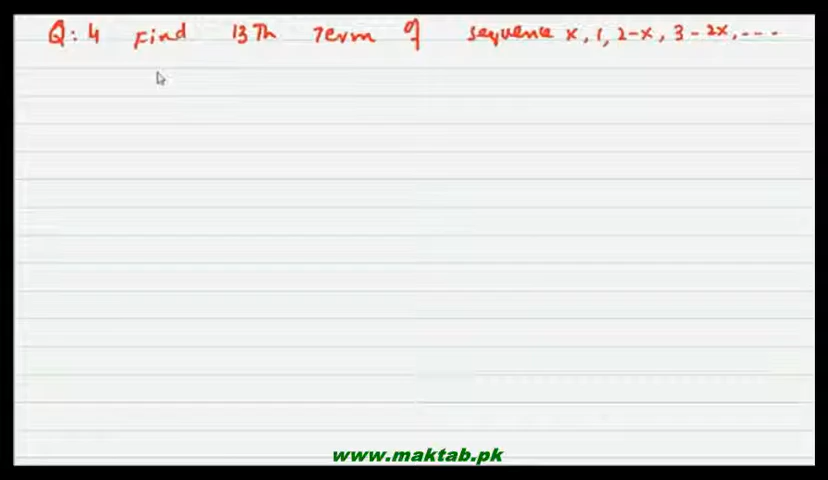 Q: 4 Find 13Th Term of sequence x, 1, 2-x, 3-2x, ....
www.maktab.pk